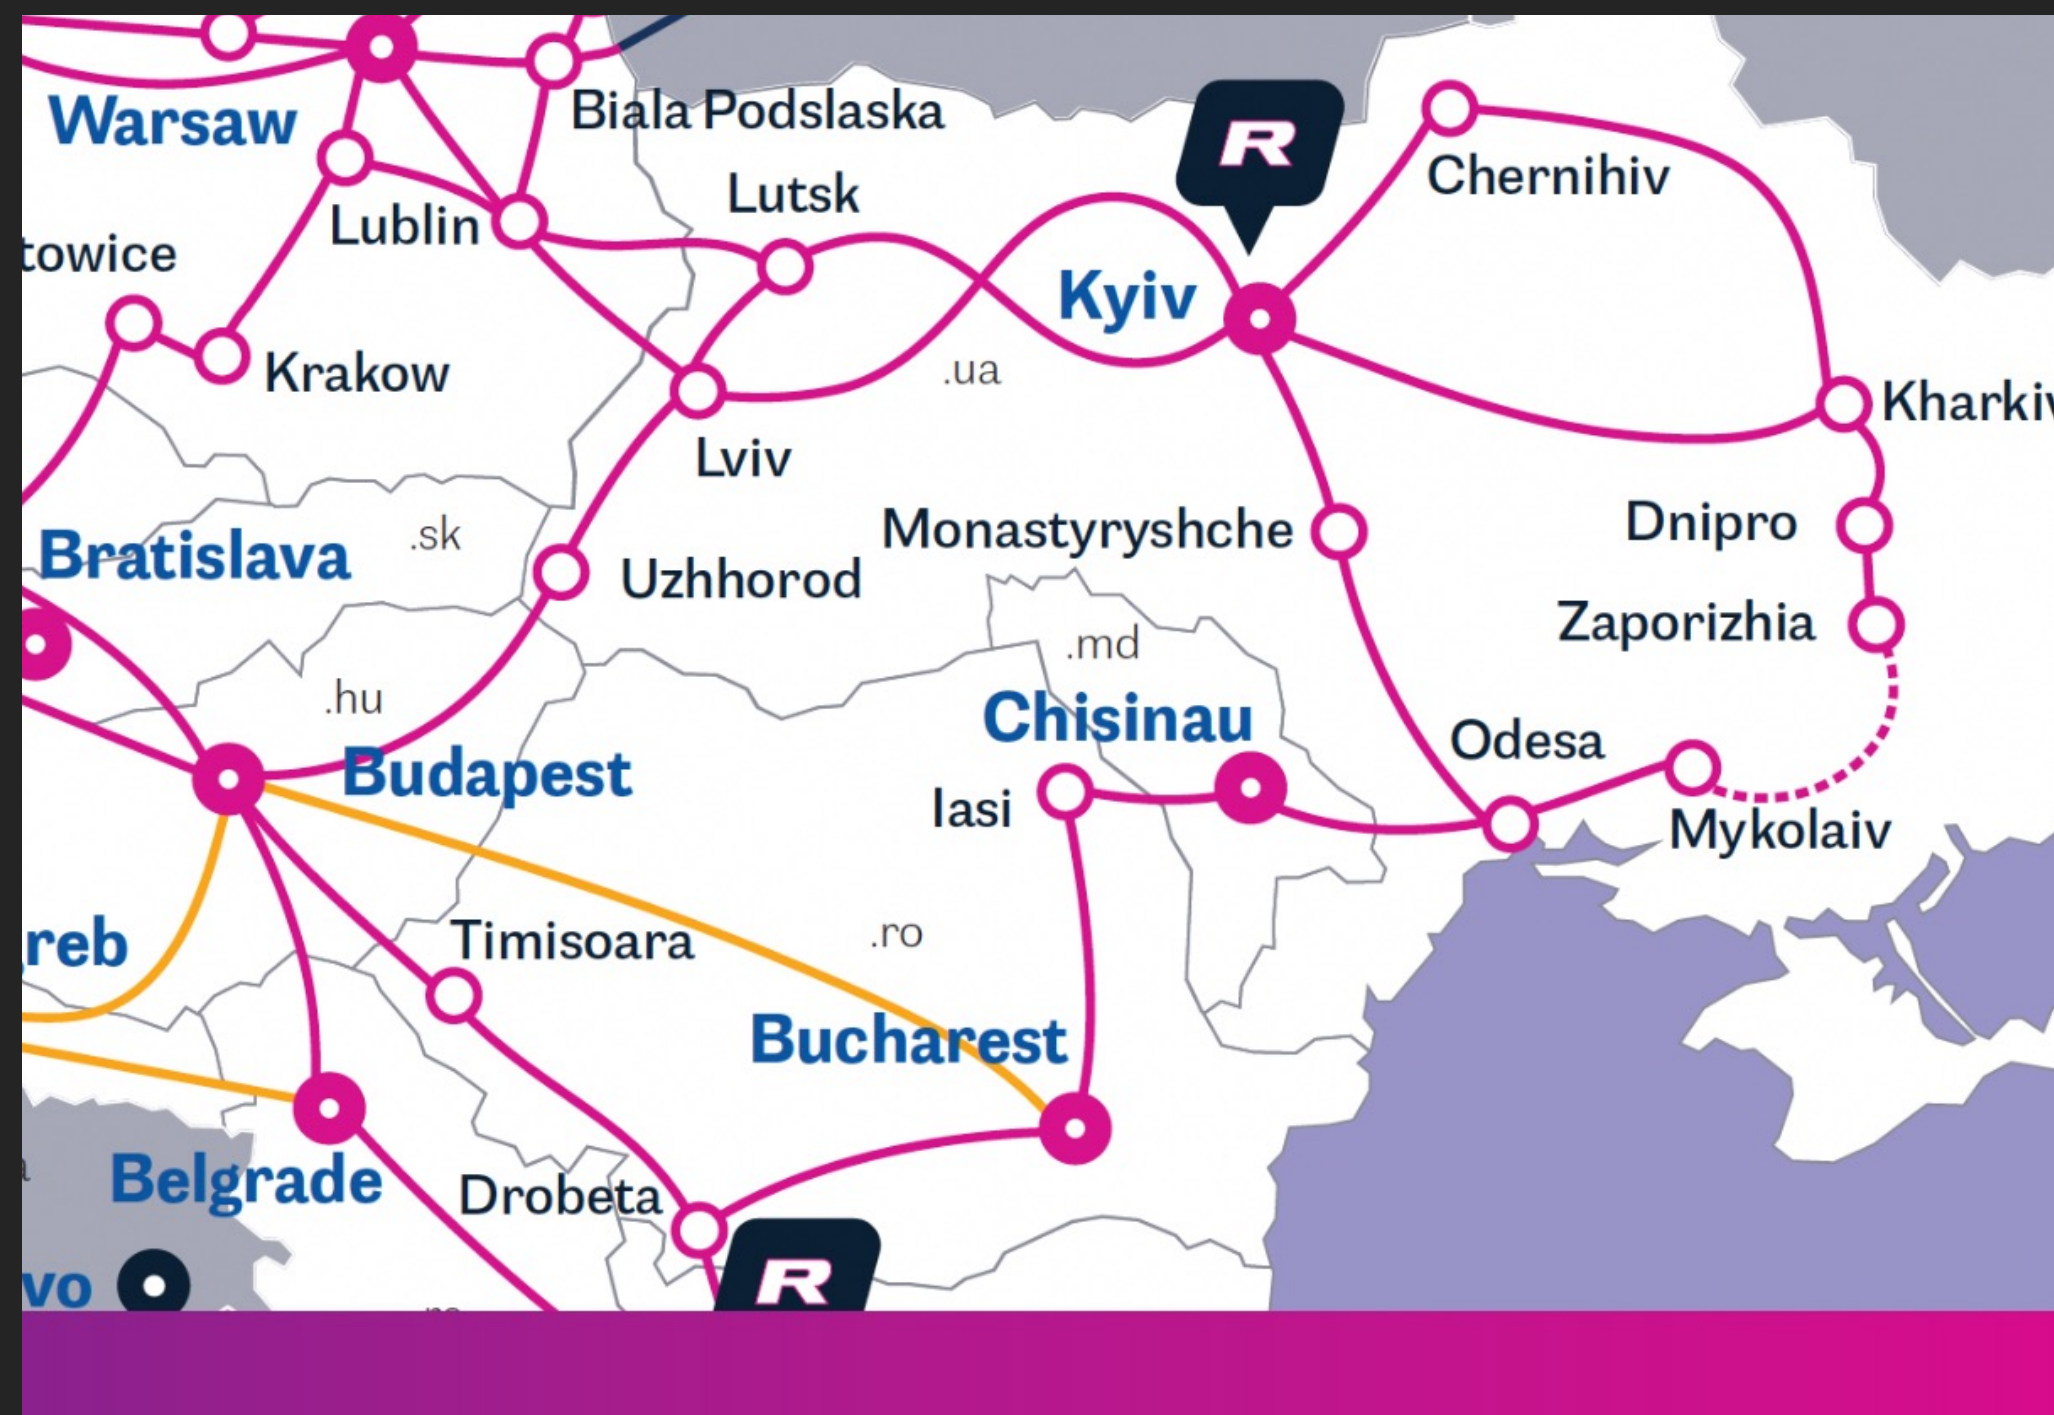 Warsaw
Biala Podslaska
Lutsk
Chernihiv
Lublin
towice
Kyiv
Krakow
.ua
Kharkiv
Lviv
Bratislava
.sk
Monastyryshche
Dnipro
Uzhhorod
Zaporizhia
.md
.hu
Chisinau
Budapest
Odesa
Iasi
Mykolaiv
reb
Timisoara
.ro
Bucharest
Belgrade
Drobeta
vo
R
R